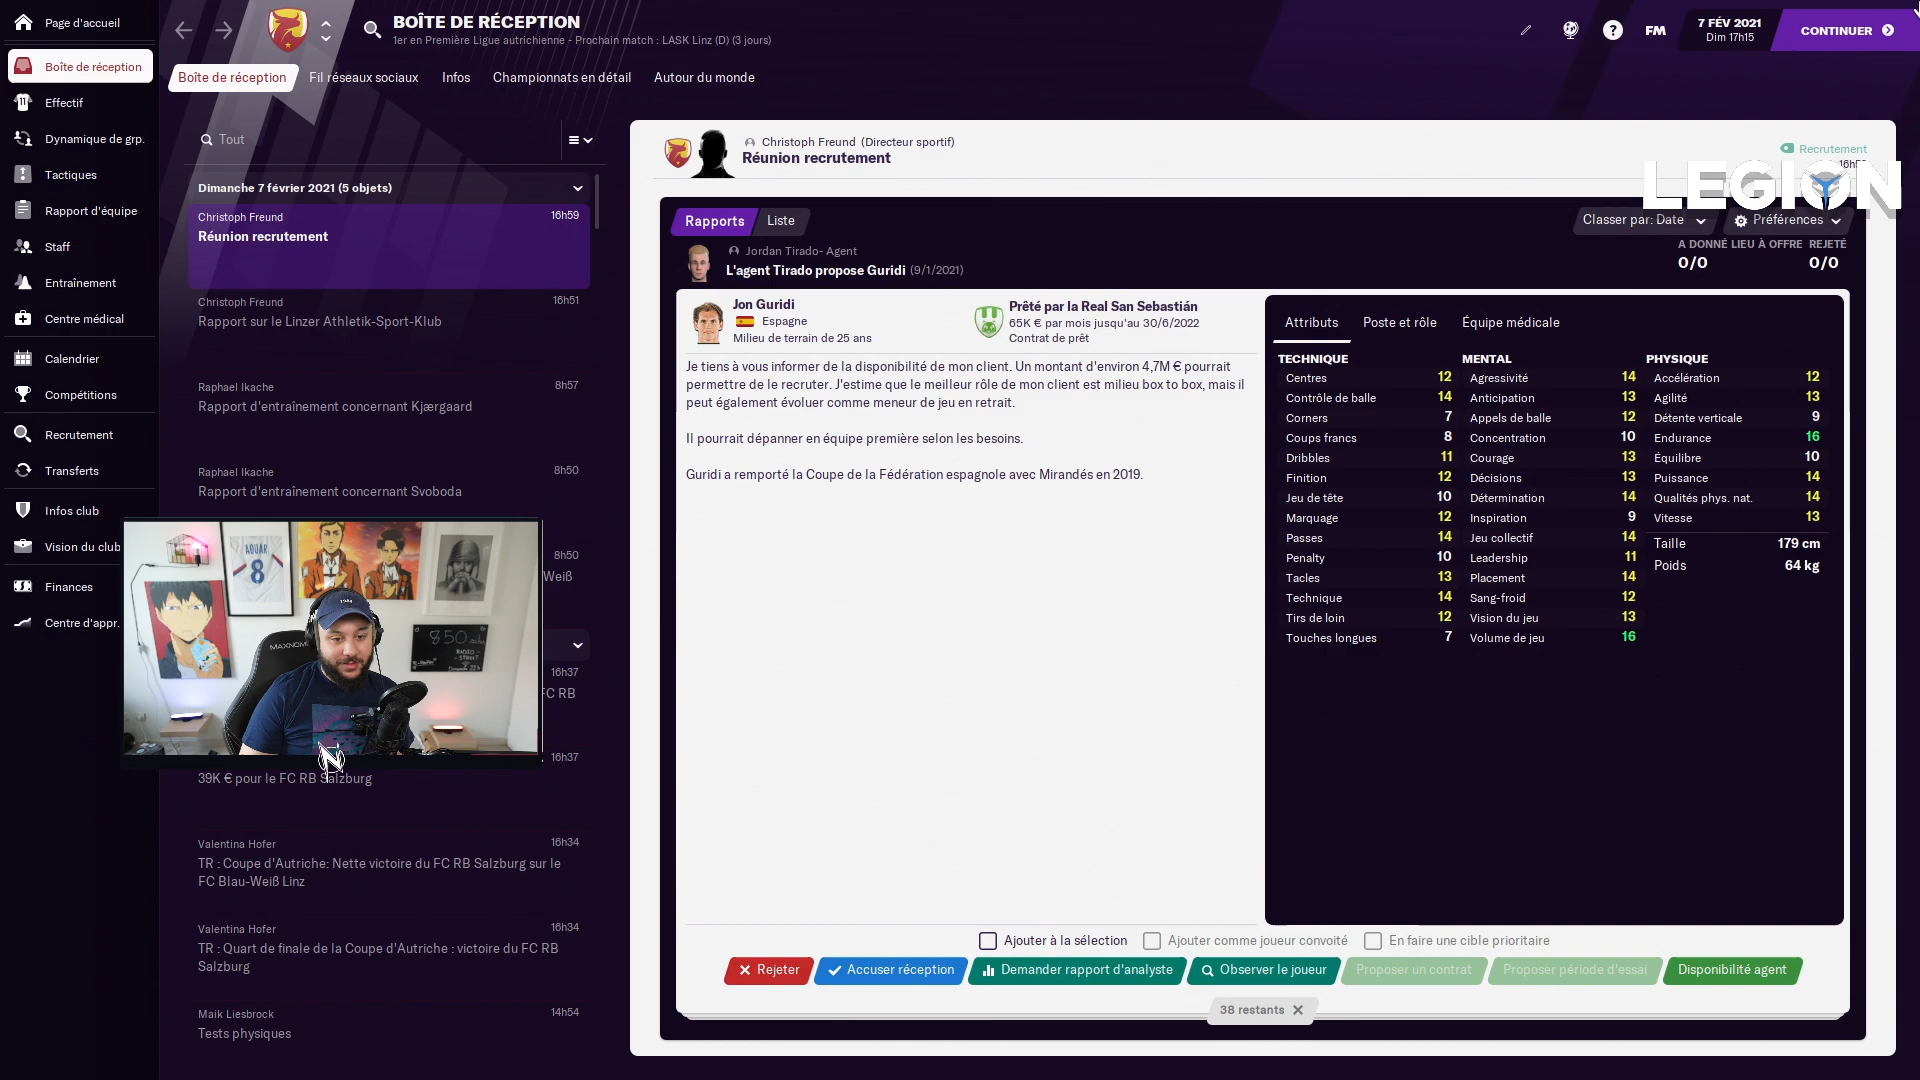 Page d'accueil
Boîte de réception
Effectif
Dynamique de grp.
Tactiques
Rapport d'équipe
Staff
Entraînement
Centre médical
Calendrier
Compétitions
Recrutement
Transferts
Infos club
Vision du club
Finances
Centre d'appr.
BOÎTE DE RÉCEPTION
1er en Première Ligue autrichienne - Prochain match : LASK Linz (D) (3 jours)
FM
7 FÉV 2021
Dim 17h15
CONTINUER
Boîte de réception
Fil réseaux sociaux
Infos
Championnats en détail
Autour du monde
Tout
Dimanche 7 février 2021 (5 objets)
Christoph Freund 16h59
Réunion recrutement
Christoph Freund 16h51
Rapport sur le Linzer Athletik-Sport-Klub
Raphael Ikache 8h57
Rapport d'entraînement concernant Kjærgaard
Raphael Ikache 8h50
Rapport d'entraînement concernant Svoboda
8h50
Weiß
16h37
FC RB
16h37
39K € pour le FC RB Salzburg
Valentina Hofer 16h34
TR : Coupe d'Autriche: Nette victoire du FC RB Salzburg sur le
FC Blau-Weiß Linz
Valentina Hofer 16h34
TR : Quart de finale de la Coupe d'Autriche : victoire du FC RB
Salzburg
Maik Liesbrock 14h54
Tests physiques
AOUAR
8
MAXNOM
850
RADIO
STREET
Christoph Freund (Directeur sportif)
Réunion recrutement
Recrutement
LEGION
Rapports
Liste
Classer par: Date
Préférences
Jordan Tirado- Agent
L'agent Tirado propose Guridi (9/1/2021)
A DONNÉ LIEU À OFFRE REJETÉ
0/0 0/0
Jon Guridi
Espagne
Milieu de terrain de 25 ans
Prêté par la Real San Sebastián
65K € par mois jusqu'au 30/6/2022
Contrat de prêt
Je tiens à vous informer de la disponibilité de mon client. Un montant d'environ 4,7M € pourrait
permettre de le recruter. J'estime que le meilleur rôle de mon client est milieu box to box, mais il
peut également évoluer comme meneur de jeu en retrait.
Il pourrait dépanner en équipe première selon les besoins.
Guridi a remporté la Coupe de la Fédération espagnole avec Mirandés en 2019.
Attributs
Poste et rôle
Équipe médicale
TECHNIQUE
Centres 12
Contrôle de balle 14
Corners 7
Coups francs 8
Dribbles 11
Finition 12
Jeu de tête 10
Marquage 12
Passes 14
Penalty 10
Tacles 13
Technique 14
Tirs de loin 12
Touches longues 7
MENTAL
Agressivité 14
Anticipation 13
Appels de balle 12
Concentration 10
Courage 13
Décisions 13
Détermination 14
Inspiration 9
Jeu collectif 14
Leadership 11
Placement 14
Sang-froid 12
Vision du jeu 13
Volume de jeu 16
PHYSIQUE
Accélération 12
Agilité 13
Détente verticale 9
Endurance 16
Équilibre 10
Puissance 14
Qualités phys. nat. 14
Vitesse 13
Taille 179 cm
Poids 64 kg
Ajouter à la sélection
Ajouter comme joueur convoité
En faire une cible prioritaire
Rejeter
Accuser réception
Demander rapport d'analyste
Observer le joueur
Proposer un contrat
Proposer période d'essai
Disponibilité agent
38 restants